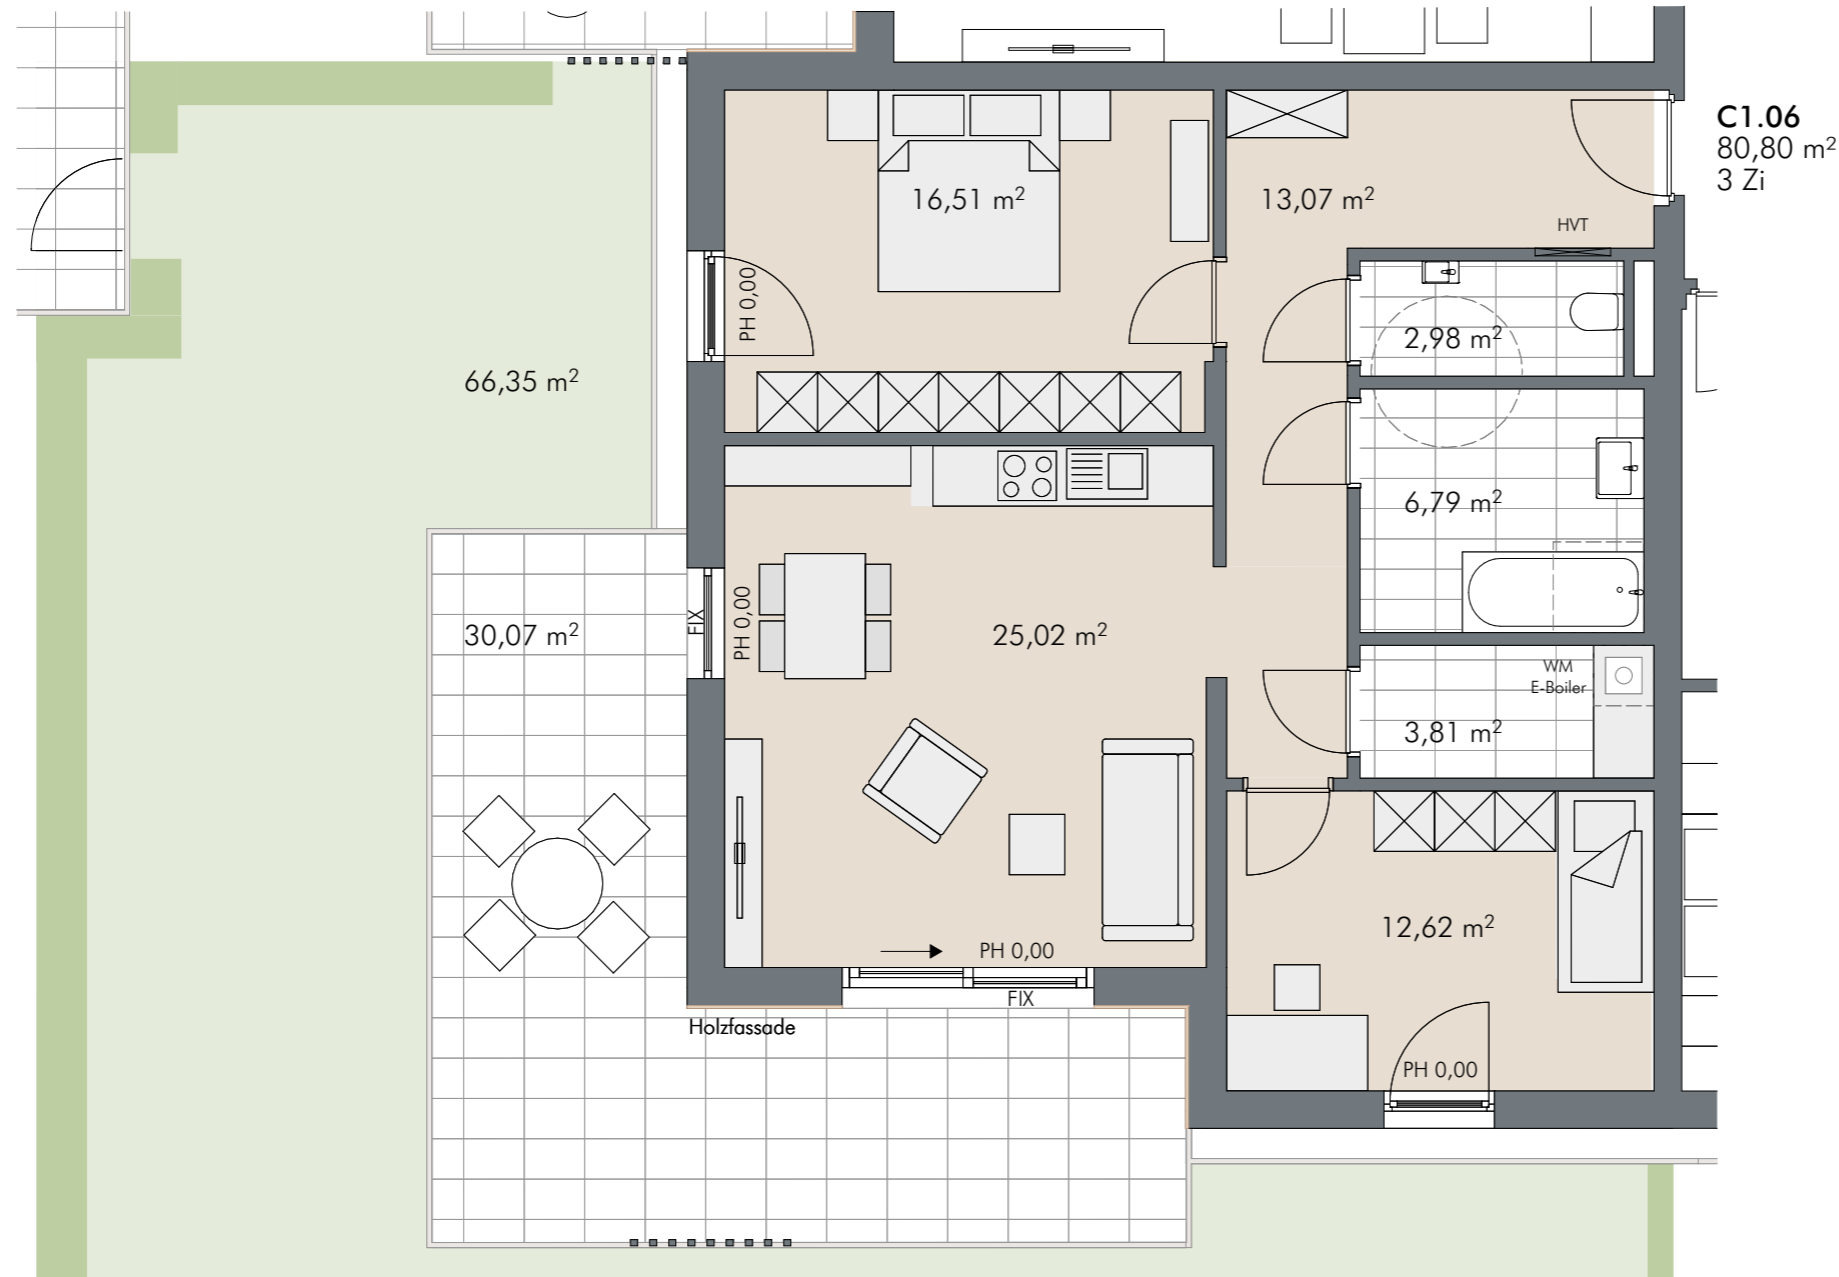 C1.06
80,80 m²
3 Zi
16,51 m²
13,07 m²
HVT
PH 0,00
2,98 m²
66,35 m²
6,79 m²
30,07 m²
FIX
PH 0,00
25,02 m²
WM
E-Boiler
3,81 m²
12,62 m²
PH 0,00
FIX
Holzfassade
PH 0,00